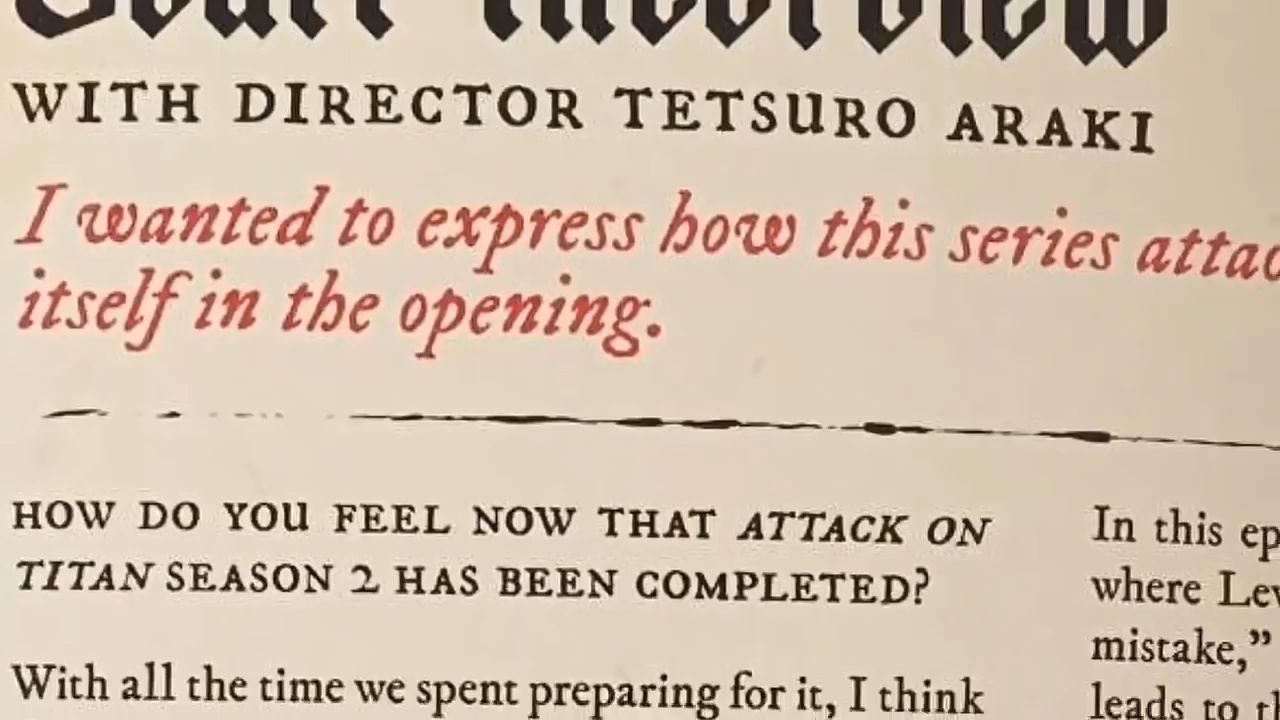 WITH DIRECTOR TETSURO ARAKI
I wanted to express how this series
itself in the opening.
HOW DO YOU FEEL NOW THAT ATTACK ON
TITAN SEASON 2 HAS BEEN COMPLETED?
With all the time we spent preparing for it, I think
In this
where
mistake,”
leads to